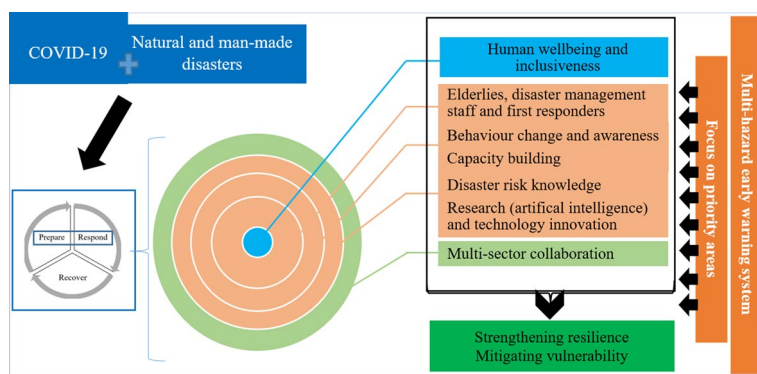 COVID-19
Natural and man-made
disasters
Prepare
Respond
Recover
Human wellbeing and
inclusiveness
Elderlies, disaster management
staff and first responders
Behaviour change and awareness
Capacity building
Disaster risk knowledge
Research (artifical intelligence)
and technology innovation
Multi-sector collaboration
Strengthening resilience
Mitigating vulnerability
Focus on priority areas
Multi-hazard early warning system